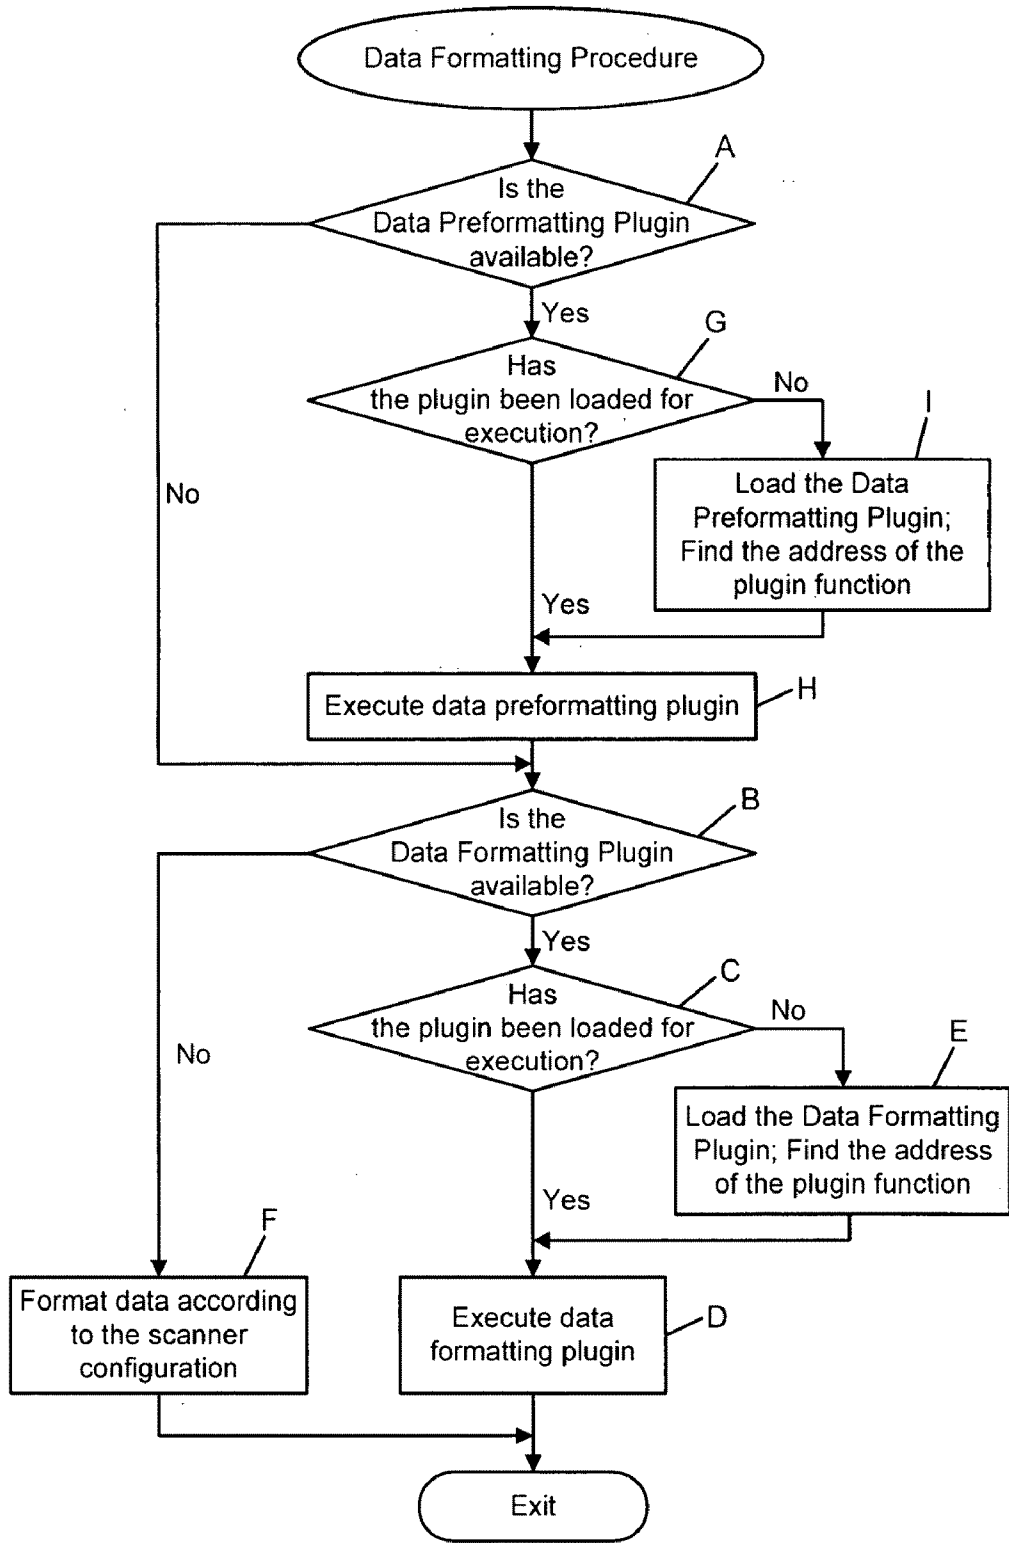 Data Formatting Procedure
A
Is the
Data Preformatting Plugin
available?
Yes
G
Has
the plugin been loaded for
execution?
No
I
Load the Data
Preformatting Plugin;
Find the address of the
plugin function
No
Yes
Execute data preformatting plugin
H
B
Is the
Data Formatting Plugin
available?
Yes
C
Has
the plugin been loaded for
execution?
No
E
Load the Data Formatting
Plugin; Find the address
of the plugin function
No
Yes
F
Format data according
to the scanner
configuration
Execute data
formatting plugin
D
Exit